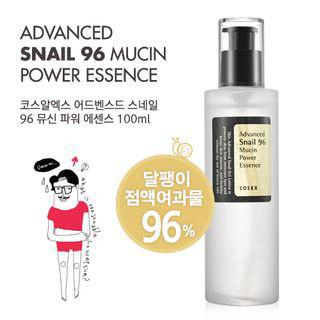 ADVANCED
SNAIL 96 MUCIN
POWER ESSENCE
코스알엑스 어드벤스드 스네일
96 뮤신 파워 에센스 100ml
달팽이
점액여과물
96%
Advanced
Snail 96
Mucin
Power
Essence
COSRX